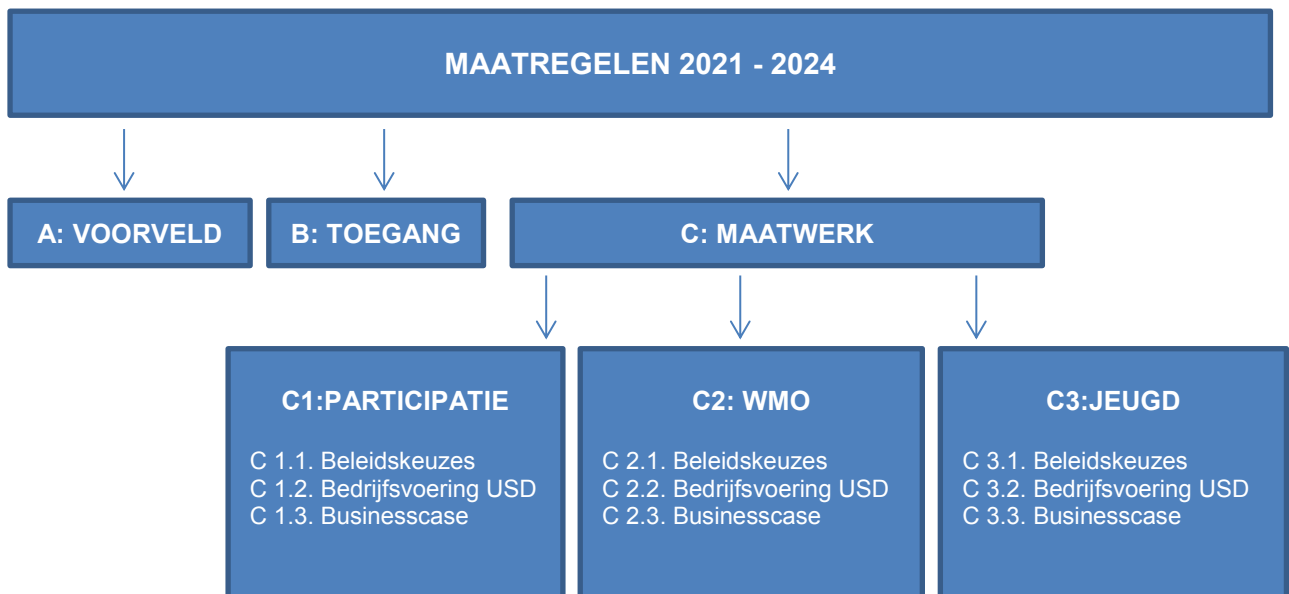 MAATREGELEN 2021 - 2024
A: VOORVELD
B: TOEGANG
C: MAATWERK
C1:PARTICIPATIE
C 1.1. Beleidskeuzes
C 1.2. Bedrijfsvoering USD
C 1.3. Businesscase
C2: WMO
C 2.1. Beleidskeuzes
C 2.2. Bedrijfsvoering USD
C 2.3. Businesscase
C3:JEUGD
C 3.1. Beleidskeuzes
C 3.2. Bedrijfsvoering USD
C 3.3. Businesscase